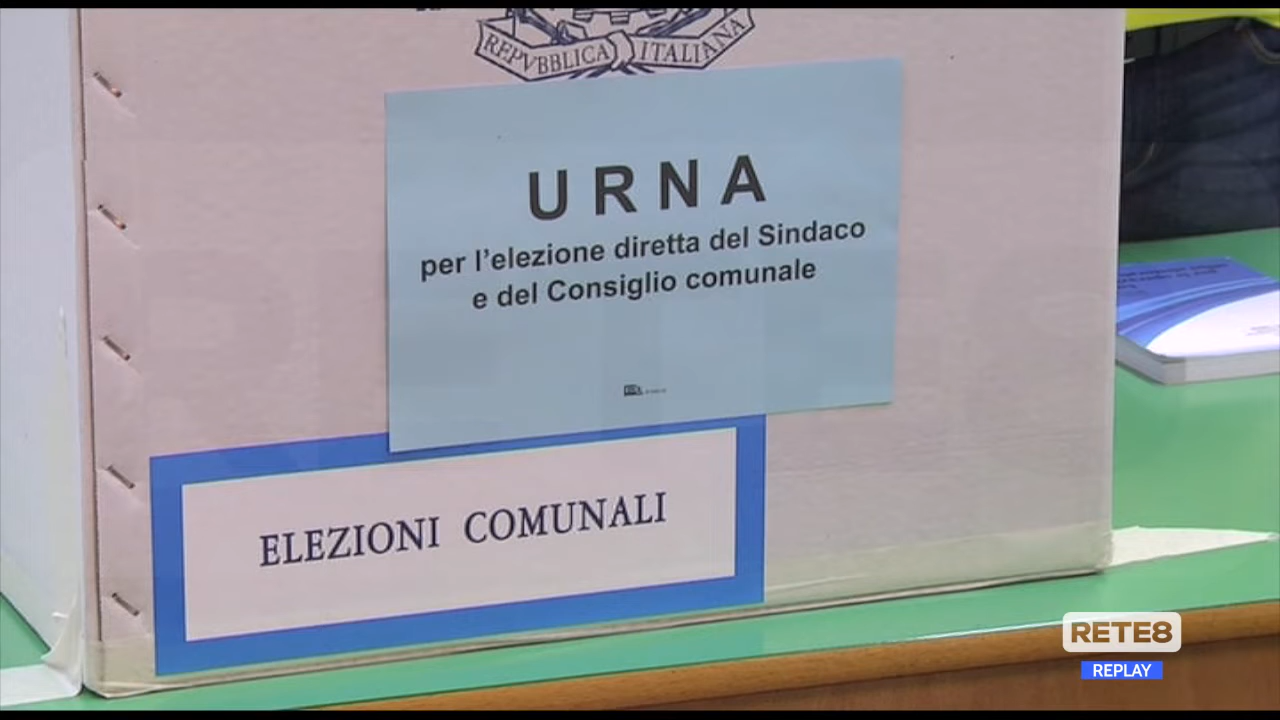 REPVBBLICA ITALIANA
URNA
per l'elezione diretta del Sindaco
e del Consiglio comunale
ELEZIONI COMUNALI
RETE8
REPLAY